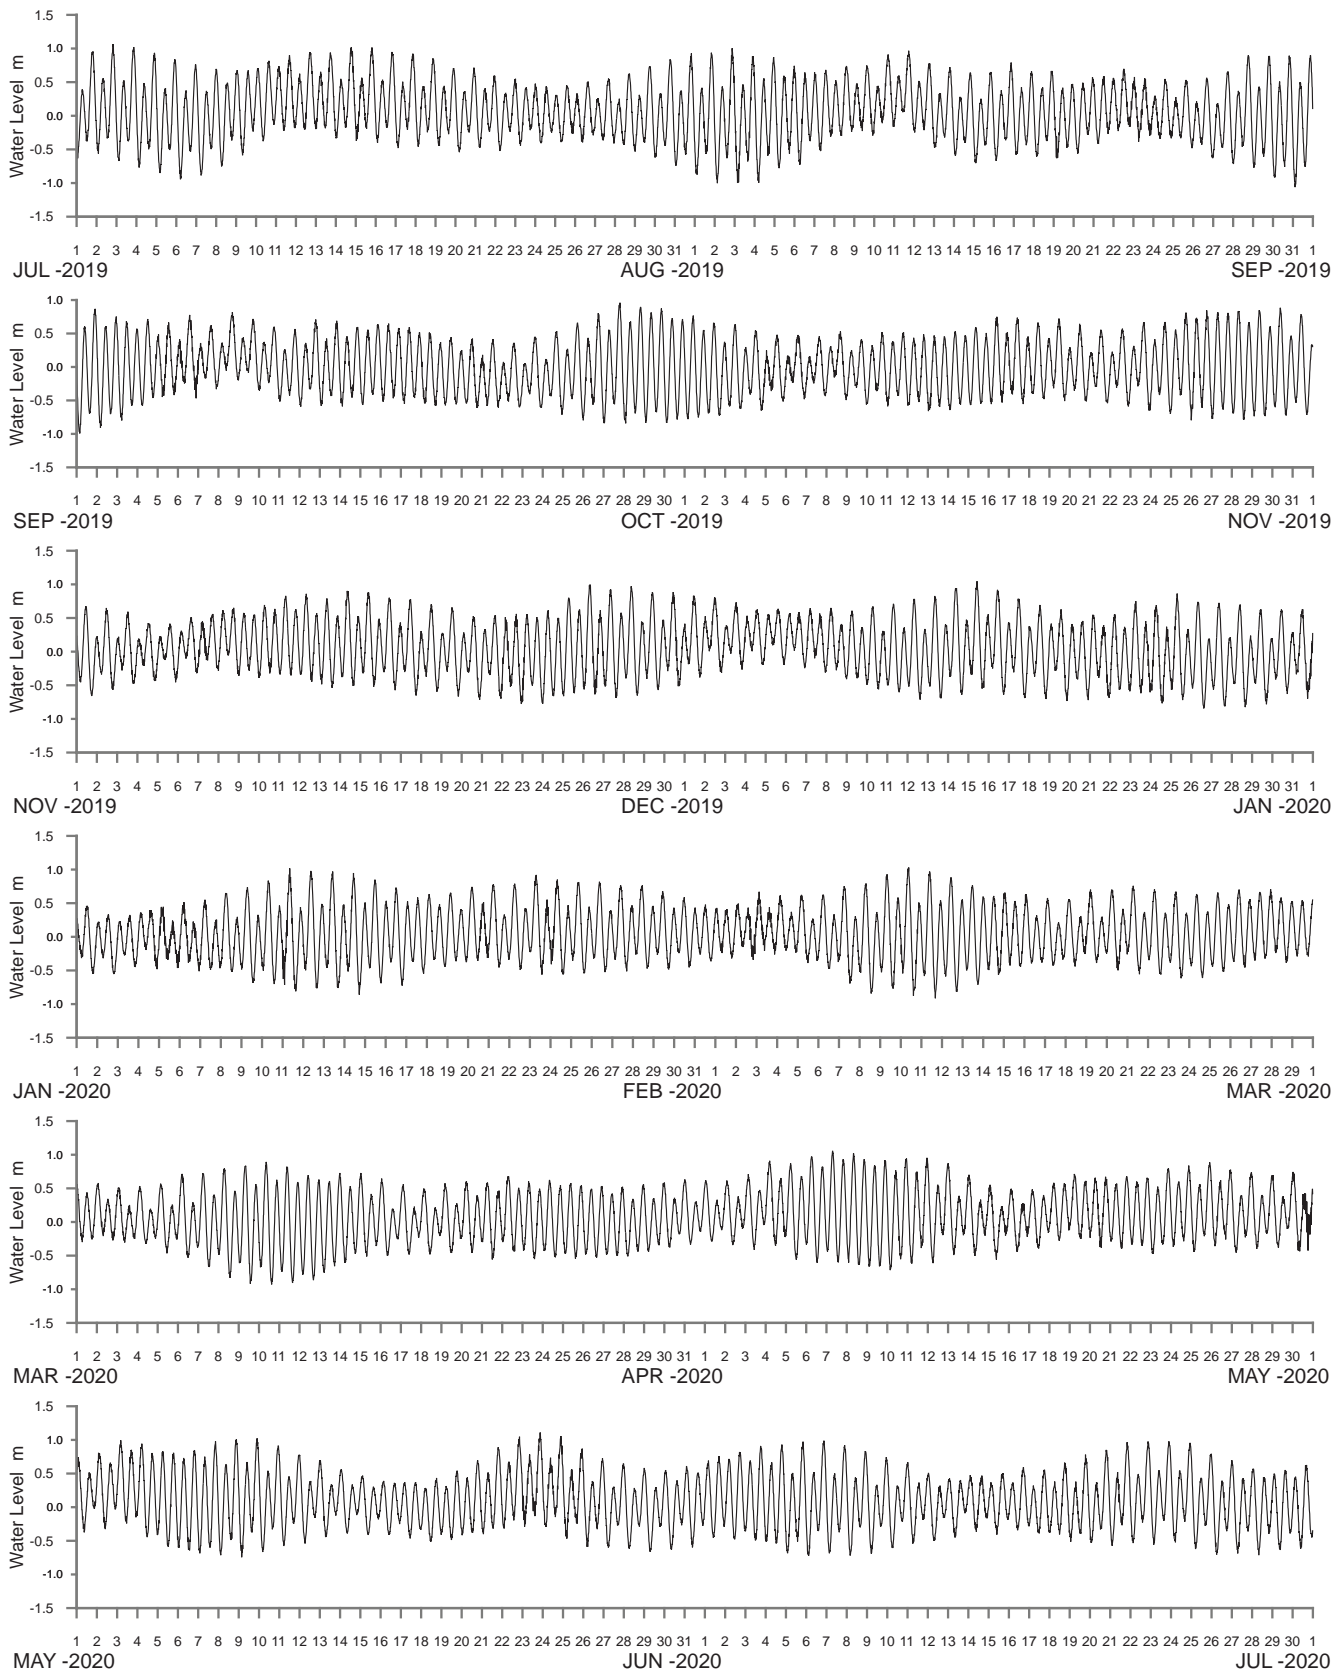 1.5
1.0
0.5
0.0
-0.5
-1.0
-1.5
Water Level m
1 2 3 4 5 6 7 8 9 10 11 12 13 14 15 16 17 18 19 20 21 22 23 24 25 26 27 28 29 30 31 1 2 3 4 5 6 7 8 9 10 11 12 13 14 15 16 17 18 19 20 21 22 23 24 25 26 27 28 29 30 31 1
JUL -2019 AUG -2019 SEP -2019
1.0
0.5
0.0
-0.5
-1.0
-1.5
Water Level m
1 2 3 4 5 6 7 8 9 10 11 12 13 14 15 16 17 18 19 20 21 22 23 24 25 26 27 28 29 30 1 2 3 4 5 6 7 8 9 10 11 12 13 14 15 16 17 18 19 20 21 22 23 24 25 26 27 28 29 30 31 1
SEP -2019 OCT -2019 NOV -2019
1.5
1.0
0.5
0.0
-0.5
-1.0
-1.5
Water Level m
1 2 3 4 5 6 7 8 9 10 11 12 13 14 15 16 17 18 19 20 21 22 23 24 25 26 27 28 29 30 1 2 3 4 5 6 7 8 9 10 11 12 13 14 15 16 17 18 19 20 21 22 23 24 25 26 27 28 29 30 31 1
NOV -2019 DEC -2019 JAN -2020
1.5
1.0
0.5
0.0
-0.5
-1.0
-1.5
Water Level m
1 2 3 4 5 6 7 8 9 10 11 12 13 14 15 16 17 18 19 20 21 22 23 24 25 26 27 28 29 30 31 1 2 3 4 5 6 7 8 9 10 11 12 13 14 15 16 17 18 19 20 21 22 23 24 25 26 27 28 29 1
JAN -2020 FEB -2020 MAR -2020
1.5
1.0
0.5
0.0
-0.5
-1.0
-1.5
Water Level m
1 2 3 4 5 6 7 8 9 10 11 12 13 14 15 16 17 18 19 20 21 22 23 24 25 26 27 28 29 30 31 1 2 3 4 5 6 7 8 9 10 11 12 13 14 15 16 17 18 19 20 21 22 23 24 25 26 27 28 29 30 1
MAR -2020 APR -2020 MAY -2020
1.5
1.0
0.5
0.0
-0.5
-1.0
-1.5
Water Level m
1 2 3 4 5 6 7 8 9 10 11 12 13 14 15 16 17 18 19 20 21 22 23 24 25 26 27 28 29 30 31 1 2 3 4 5 6 7 8 9 10 11 12 13 14 15 16 17 18 19 20 21 22 23 24 25 26 27 28 29 30 1
MAY -2020 JUN -2020 JUL -2020